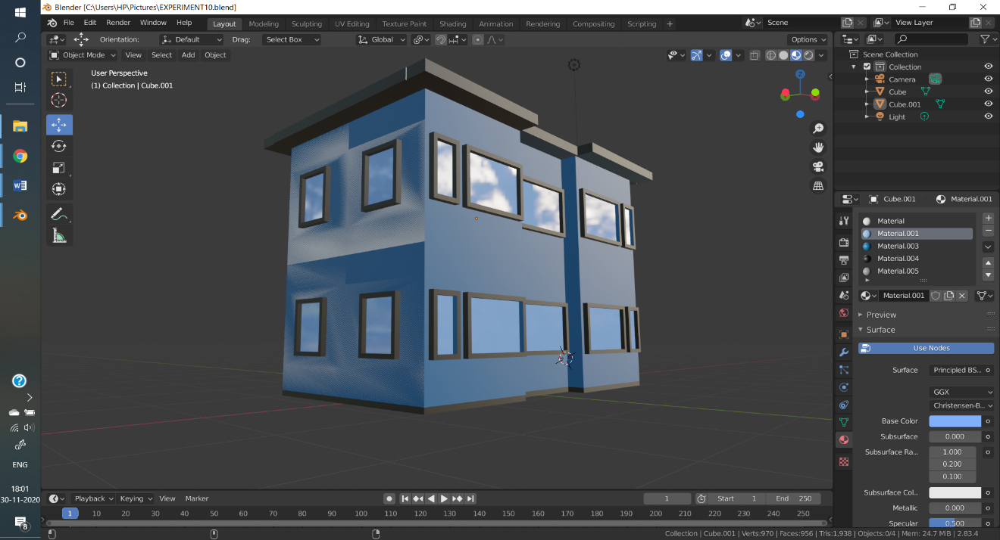 Blender [C:\Users\HP\Pictures\EXPERIMENT10.blend]
File Edit Render Window Help Layout Modeling Sculpting UV Editing Texture Paint Shading Animation Rendering Compositing Scripting + Scene View Layer
Orientation: Default Drag: Select Box Global Options
Object Mode View Select Add Object
User Perspective
(1) Collection | Cube.001
Z
Scene Collection
Collection
Camera
Cube
Cube.001
Light
Cube.001 Material.001
Material
Material.001
Material.003
Material.004
Material.005
Material.001
Preview
Surface
Use Nodes
Surface Principled BS...
GGX
Christensen-B...
Base Color
Subsurface 0.000
Subsurface Ra... 1.000
0.200
0.100
Subsurface Col...
Metallic 0.000
Specular 0.500
ENG
18:01
30-11-2020
8
Playback Keying View Marker 1 Start 1 End 250
1 10 20 30 40 50 60 70 80 90 100 110 120 130 140 150 160 170 180 190 200 210 220 230 240 250
Collection | Cube.001 | Verts:970 | Faces:956 | Tris:1,938 | Objects:0/4 | Mem: 24.7 MiB | 2.83.4